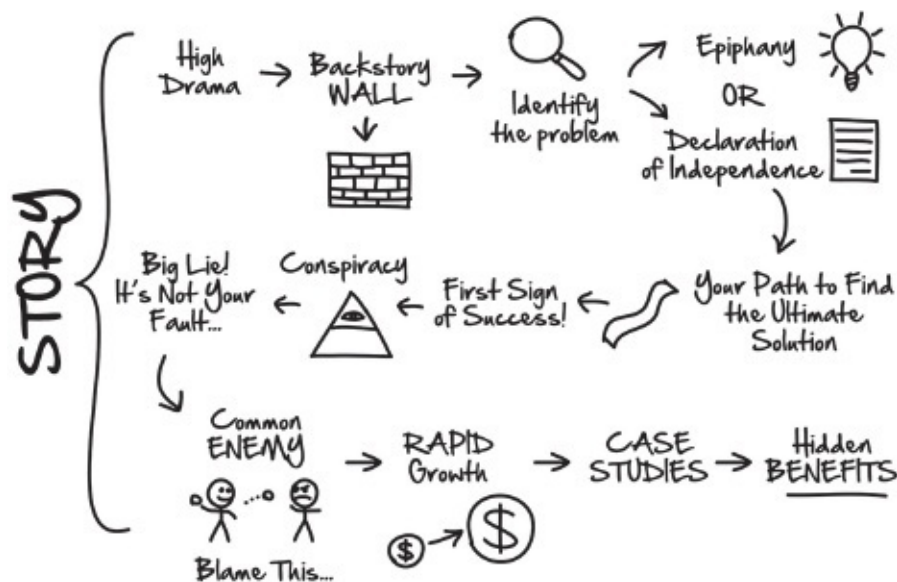 STORY
High
Drama
Backstory
WALL
Identify
the problem
Epiphany
OR
Declaration
of Independence
Your Path to Find
the Ultimate
Solution
First Sign
of Success!
Conspiracy
Big Lie!
It's Not Your
Fault...
Common
ENEMY
Blame This...
RAPID
Growth
$
$
CASE
STUDIES
Hidden
BENEFITS